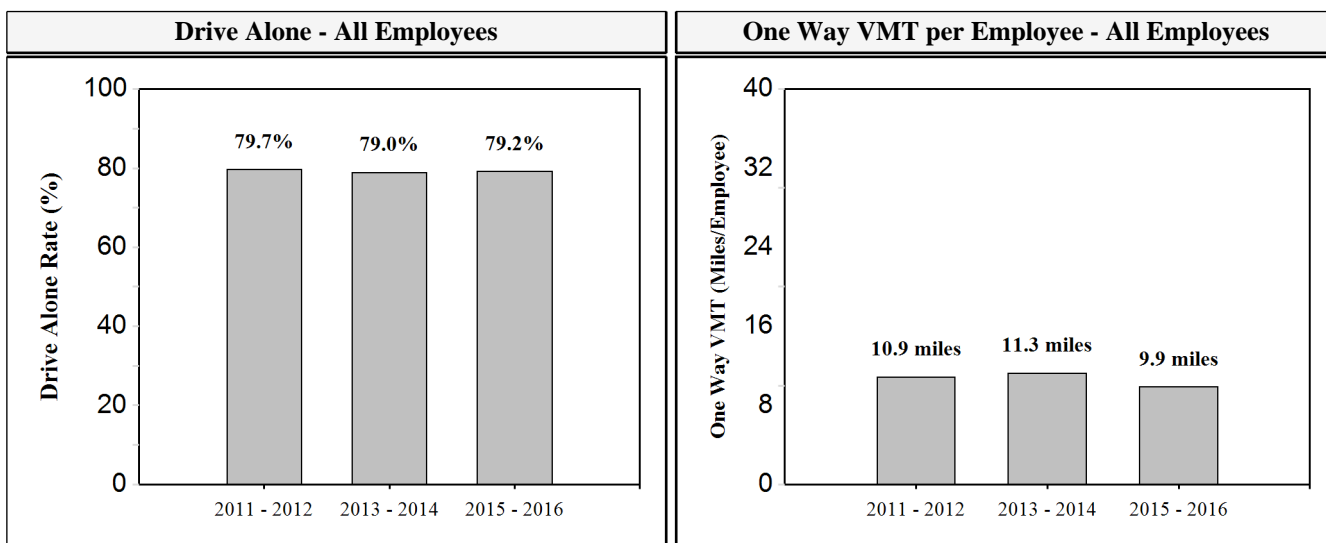 Drive Alone - All Employees
Drive Alone Rate (%)
100
80
60
40
20
0
79.7%
79.0%
79.2%
2011 - 2012
2013 - 2014
2015 - 2016
One Way VMT per Employee - All Employees
One Way VMT (Miles/Employee)
40
32
24
16
8
0
10.9 miles
11.3 miles
9.9 miles
2011 - 2012
2013 - 2014
2015 - 2016